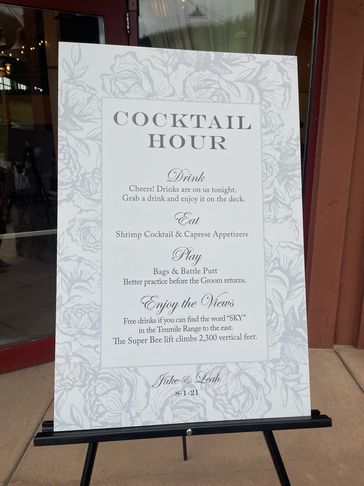 COCKTAIL
HOUR
Drink
Cheers! Drinks are on us tonight.
Grab a drink and enjoy it on the deck.
Eat
Shrimp Cocktail & Caprese Appetizers
Play
Bags & Battle Putt
Better practice before the Groom returns.
Enjoy the Views
Free drinks if you can find the word "SKY"
in the Tenmile Range to the east.
The Super Bee lift climbs 2,300 vertical feet.
Jake & Leah
8-1-21